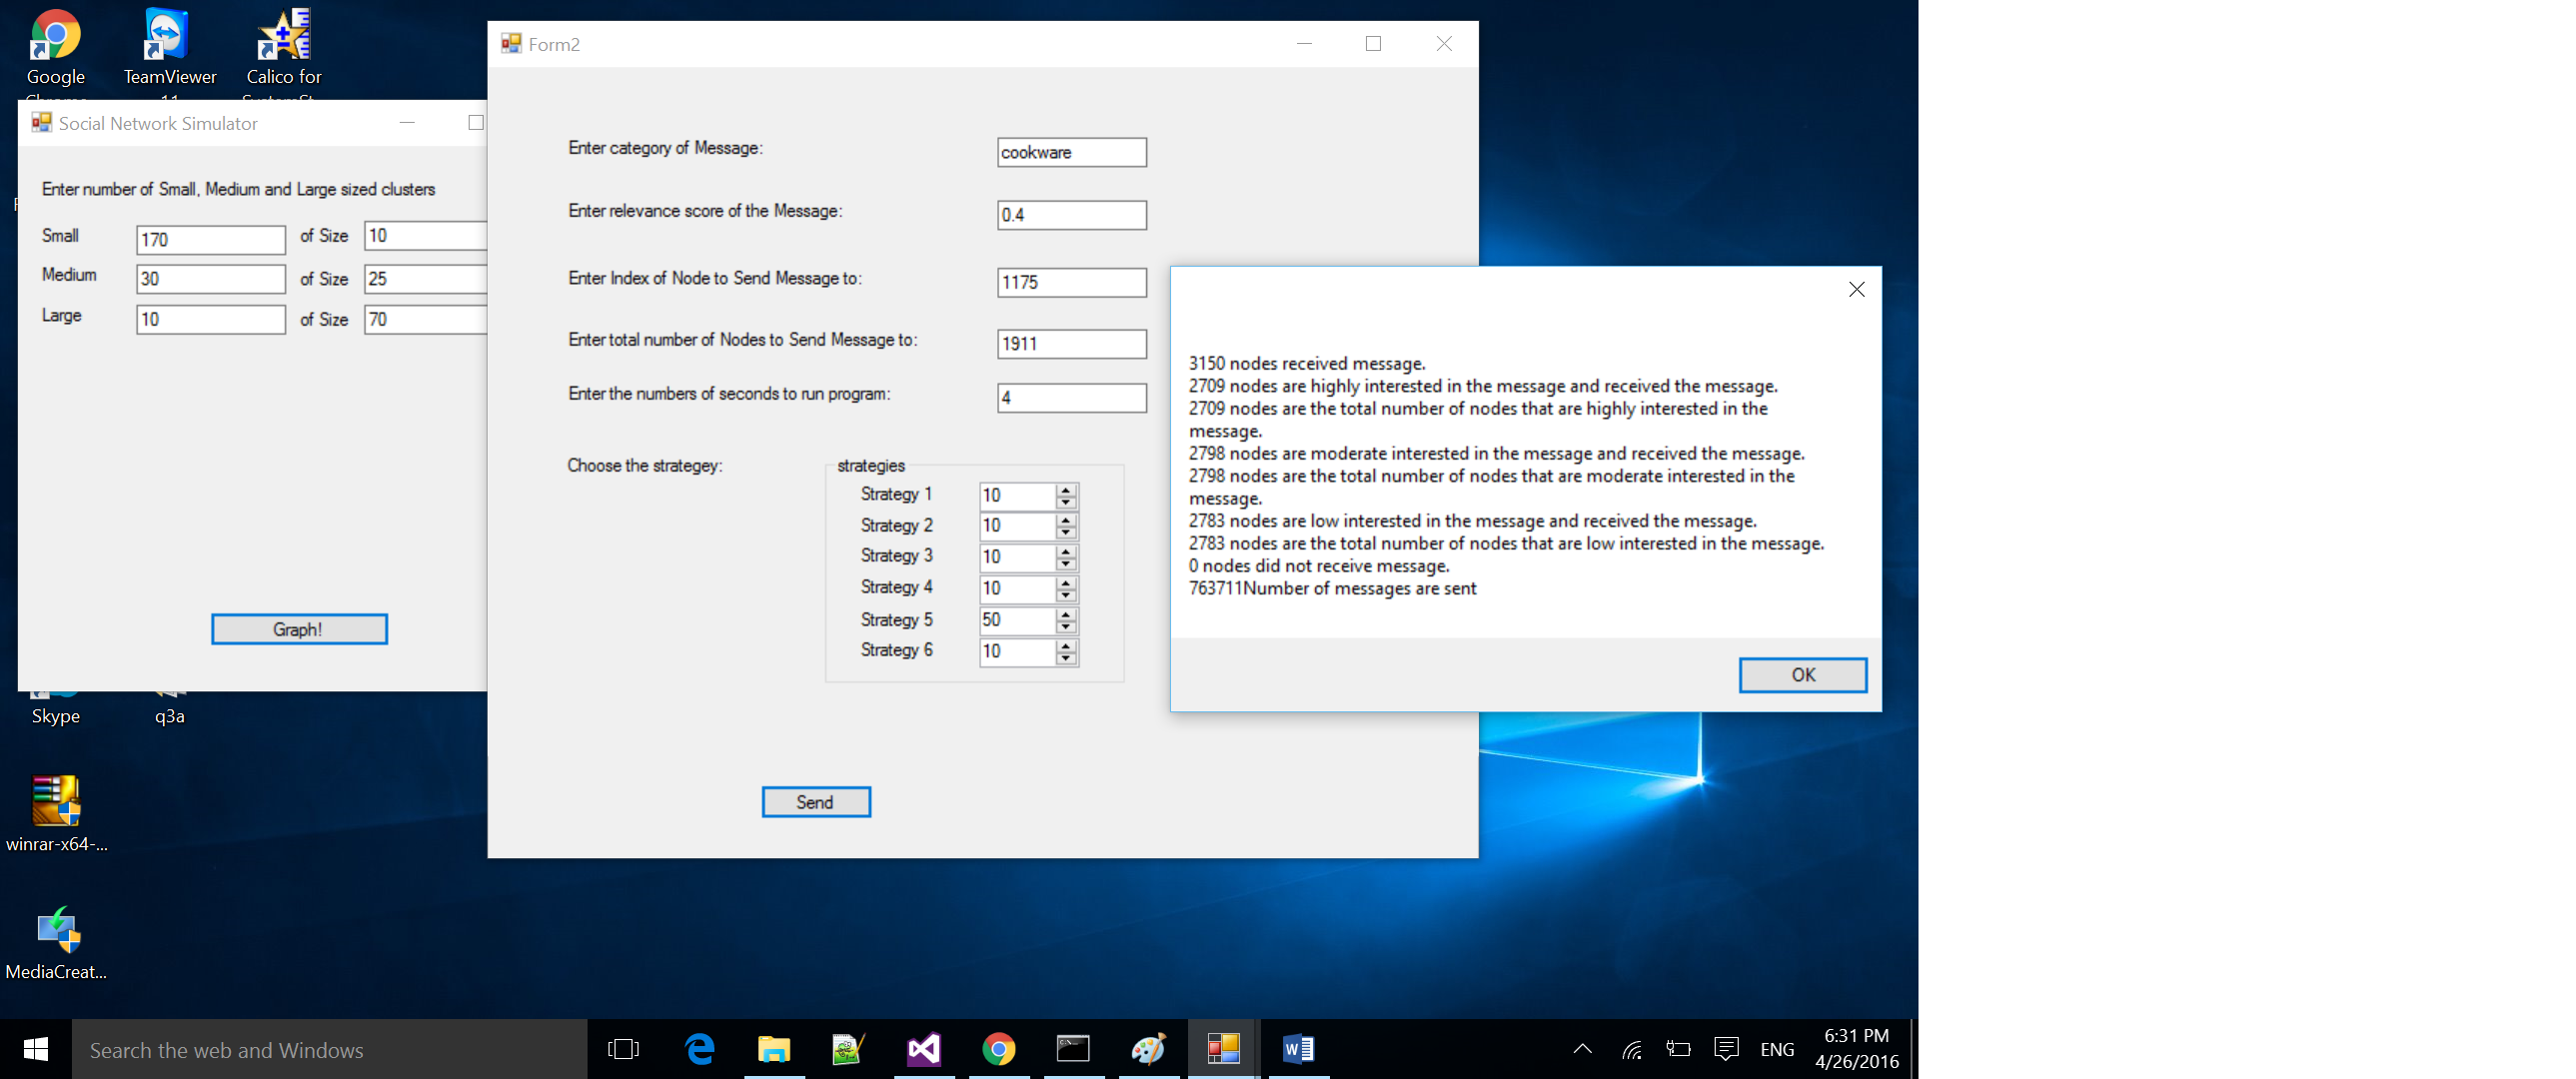 Google
TeamViewer
Calico for
Social Network Simulator
Enter number of Small, Medium and Large sized clusters
Small 170 of Size 10
Medium 30 of Size 25
Large 10 of Size 70
Graph!
Form2
Enter category of Message: cookware
Enter relevance score of the Message: 0.4
Enter Index of Node to Send Message to: 1175
Enter total number of Nodes to Send Message to: 1911
Enter the numbers of seconds to run program: 4
Choose the strategey:
strategies
Strategy 1 10
Strategy 2 10
Strategy 3 10
Strategy 4 10
Strategy 5 50
Strategy 6 10
Send
3150 nodes received message.
2709 nodes are highly interested in the message and received the message.
2709 nodes are the total number of nodes that are highly interested in the
message.
2798 nodes are moderate interested in the message and received the message.
2798 nodes are the total number of nodes that are moderate interested in the
message.
2783 nodes are low interested in the message and received the message.
2783 nodes are the total number of nodes that are low interested in the message.
0 nodes did not receive message.
763711Number of messages are sent
OK
Skype
q3a
winrar-x64-...
MediaCreat...
Search the web and Windows
ENG
6:31 PM
4/26/2016